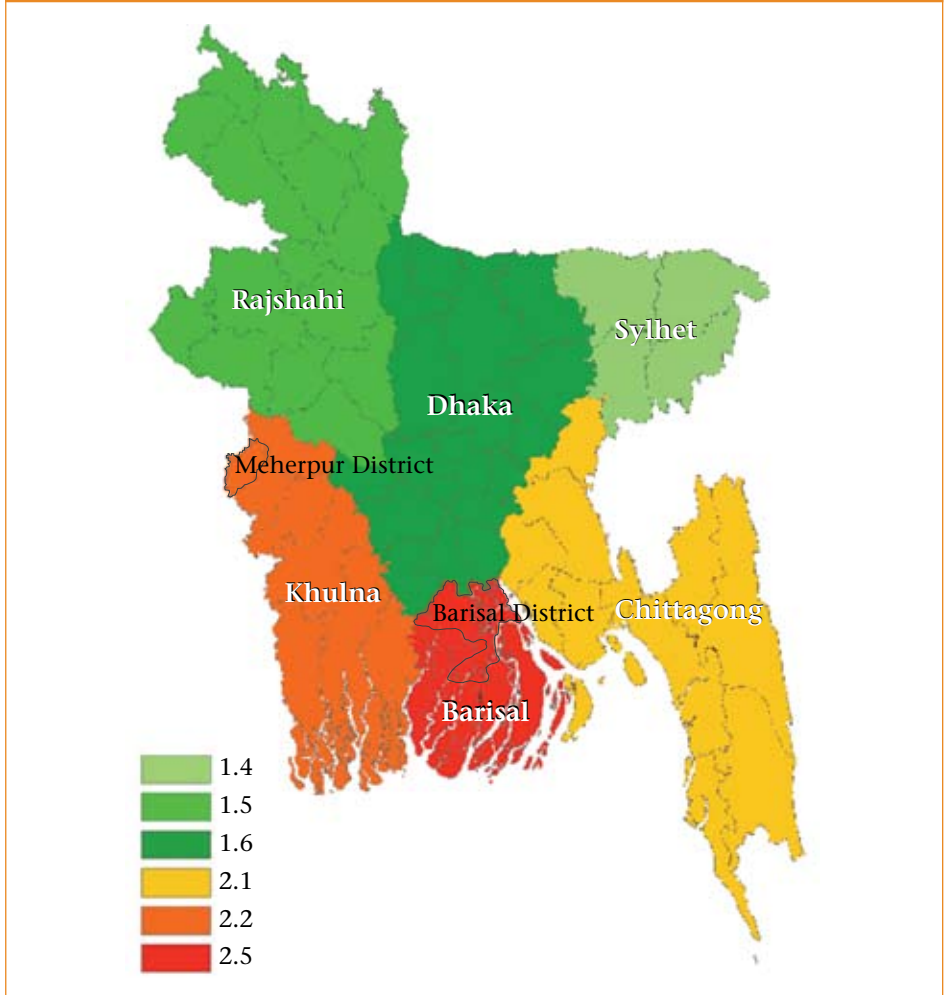 Rajshahi
Sylhet
Dhaka
Meherpur District
Khulna
Barisal District
Chittagong
Barisal
1.4
1.5
1.6
2.1
2.2
2.5